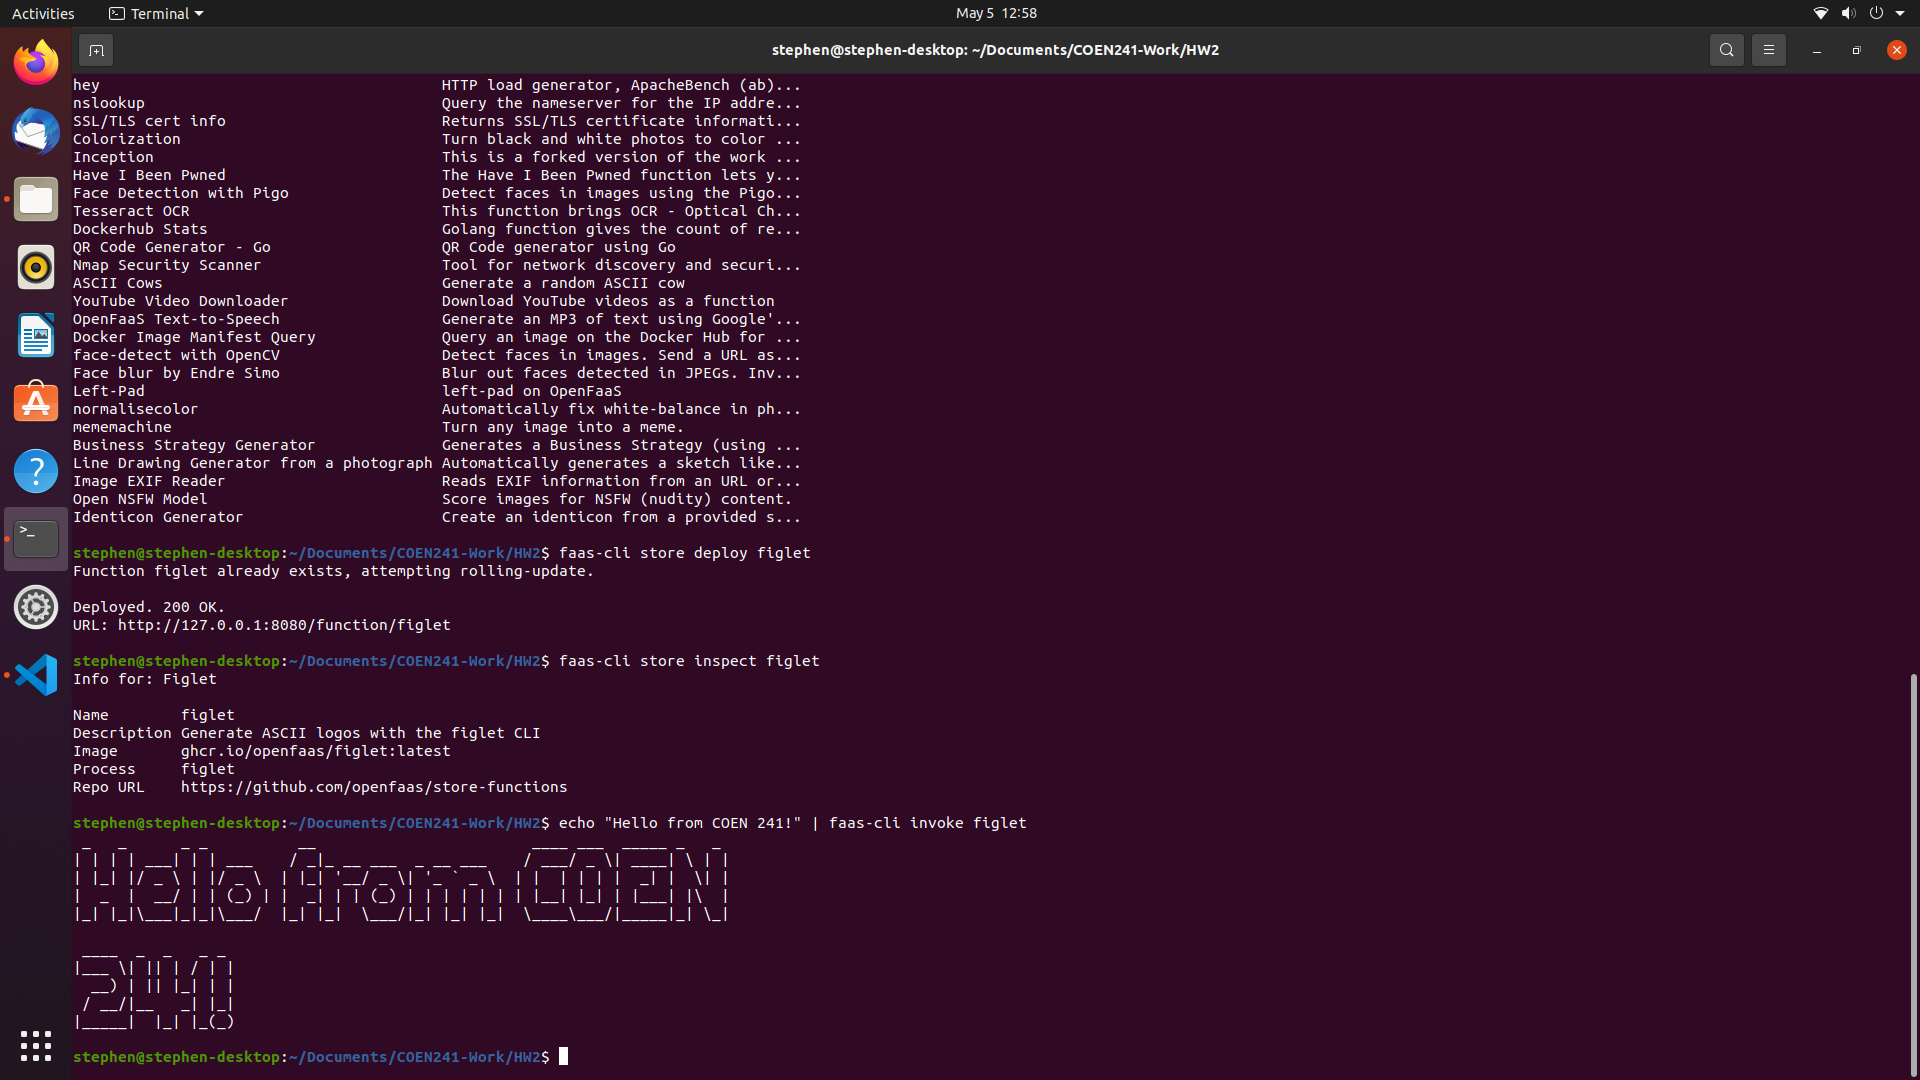 Activities Terminal May 5 12:58
stephen@stephen-desktop: ~/Documents/COEN241-Work/HW2
hey HTTP load generator, ApacheBench (ab)...
nslookup Query the nameserver for the IP addre...
SSL/TLS cert info Returns SSL/TLS certificate informati...
Colorization Turn black and white photos to color ...
Inception This is a forked version of the work ...
Have I Been Pwned The Have I Been Pwned function lets y...
Face Detection with Pigo Detect faces in images using the Pigo...
Tesseract OCR This function brings OCR - Optical Ch...
Dockerhub Stats Golang function gives the count of re...
QR Code Generator - Go QR Code generator using Go
Nmap Security Scanner Tool for network discovery and securi...
ASCII Cows Generate a random ASCII cow
YouTube Video Downloader Download YouTube videos as a function
OpenFaaS Text-to-Speech Generate an MP3 of text using Google'...
Docker Image Manifest Query Query an image on the Docker Hub for ...
face-detect with OpenCV Detect faces in images. Send a URL as...
Face blur by Endre Simo Blur out faces detected in JPEGs. Inv...
Left-Pad left-pad on OpenFaaS
normalisecolor Automatically fix white-balance in ph...
mememachine Turn any image into a meme.
Business Strategy Generator Generates a Business Strategy (using ...
Line Drawing Generator from a photograph Automatically generates a sketch like...
Image EXIF Reader Reads EXIF information from an URL or...
Open NSFW Model Score images for NSFW (nudity) content.
Identicon Generator Create an identicon from a provided s...
stephen@stephen-desktop:~/Documents/COEN241-Work/HW2$ faas-cli store deploy figlet
Function figlet already exists, attempting rolling-update.
Deployed. 200 OK.
URL: http://127.0.0.1:8080/function/figlet
stephen@stephen-desktop:~/Documents/COEN241-Work/HW2$ faas-cli store inspect figlet
Info for: Figlet
Name figlet
Description Generate ASCII logos with the figlet CLI
Image ghcr.io/openfaas/figlet:latest
Process figlet
Repo URL https://github.com/openfaas/store-functions
stephen@stephen-desktop:~/Documents/COEN241-Work/HW2$ echo "Hello from COEN 241!" | faas-cli invoke figlet
Hello from COEN
241!
stephen@stephen-desktop:~/Documents/COEN241-Work/HW2$